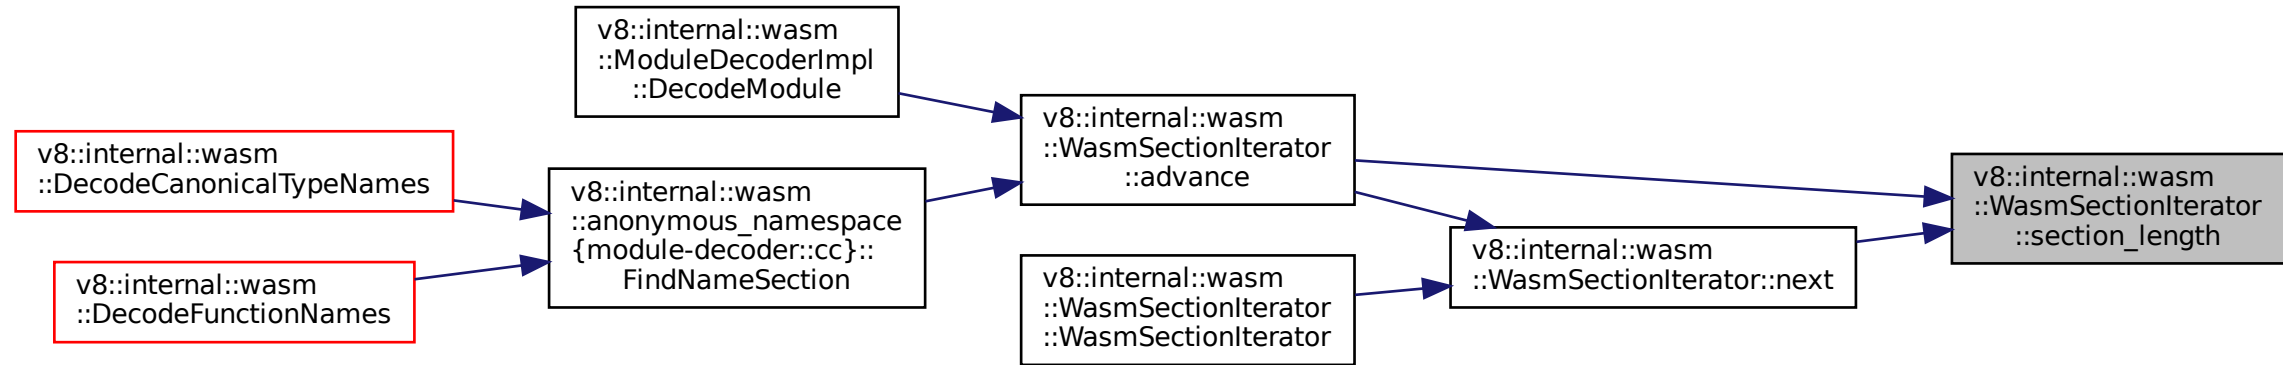 v8::internal::wasm
::ModuleDecoderImpl
::DecodeModule
v8::internal::wasm
::DecodeCanonicalTypeNames
v8::internal::wasm
::DecodeFunctionNames
v8::internal::wasm
::anonymous_namespace
{module-decoder::cc}::
FindNameSection
v8::internal::wasm
::WasmSectionIterator
::advance
v8::internal::wasm
::WasmSectionIterator
::WasmSectionIterator
v8::internal::wasm
::WasmSectionIterator::next
v8::internal::wasm
::WasmSectionIterator
::section_length